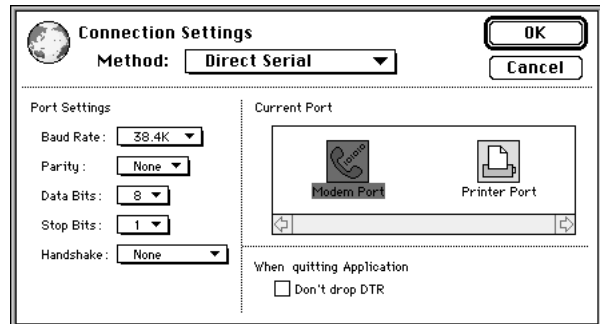 Connection Settings
Method: Direct Serial
OK
Cancel
Port Settings
Baud Rate: 38.4K
Parity: None
Data Bits: 8
Stop Bits: 1
Handshake: None
Current Port
Modem Port
Printer Port
When quitting Application
Don't drop DTR